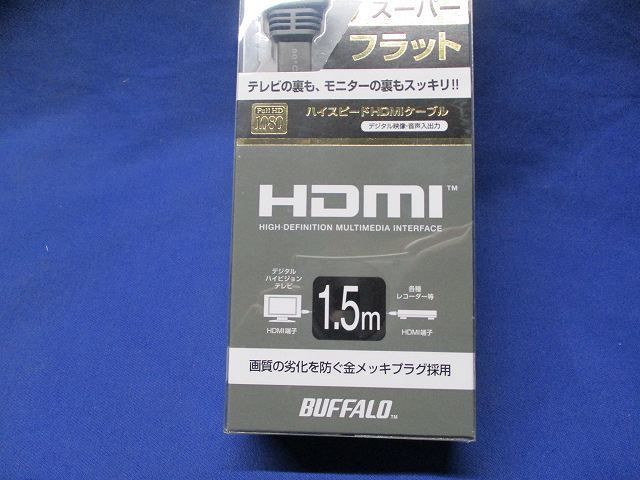 スーパー
フラット
テレビの裏も、モニターの裏もスッキリ!!
Full HD
1080
ハイスピードHDMIケーブル
デジタル映像・音声入出力
HDMI™
HIGH-DEFINITION MULTIMEDIA INTERFACE
デジタル
ハイビジョン
テレビ
HDMI端子
1.5m
各種
レコーダー等
HDMI端子
画質の劣化を防ぐ金メッキプラグ採用
BUFFALO™